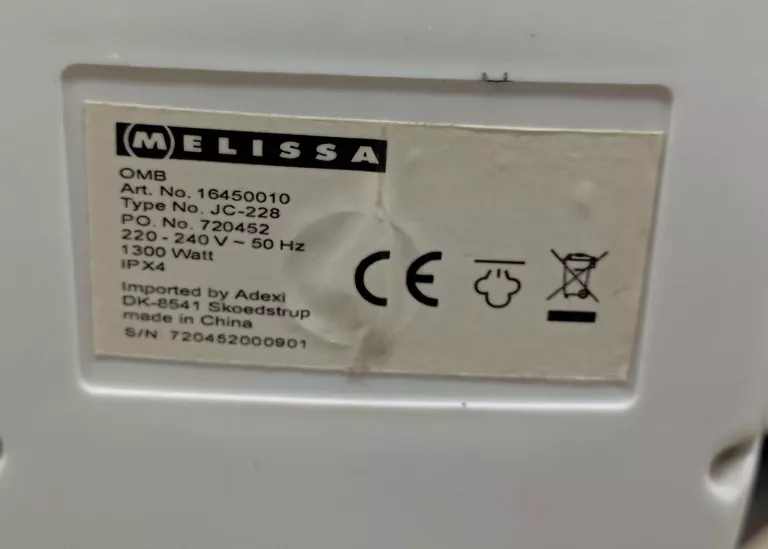 MELISSA
OMB
Art. No. 16450010
Type No. JC-228
PO. No. 720452
220 - 240 V ~ 50 Hz
1300 Watt
IPX4
Imported by Adexi
DK-8541 Skoedstrup
made in China
S/N 720452000901
CE